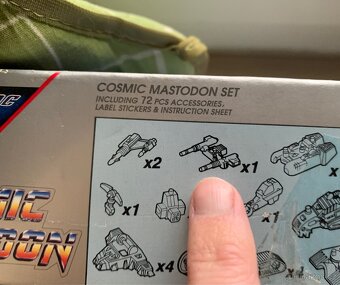 COSMIC MASTODON SET
INCLUDING 72 PCS ACCESSORIES,
LABEL STICKERS & INSTRUCTION SHEET
x2
x1
x
x1
x1
x4